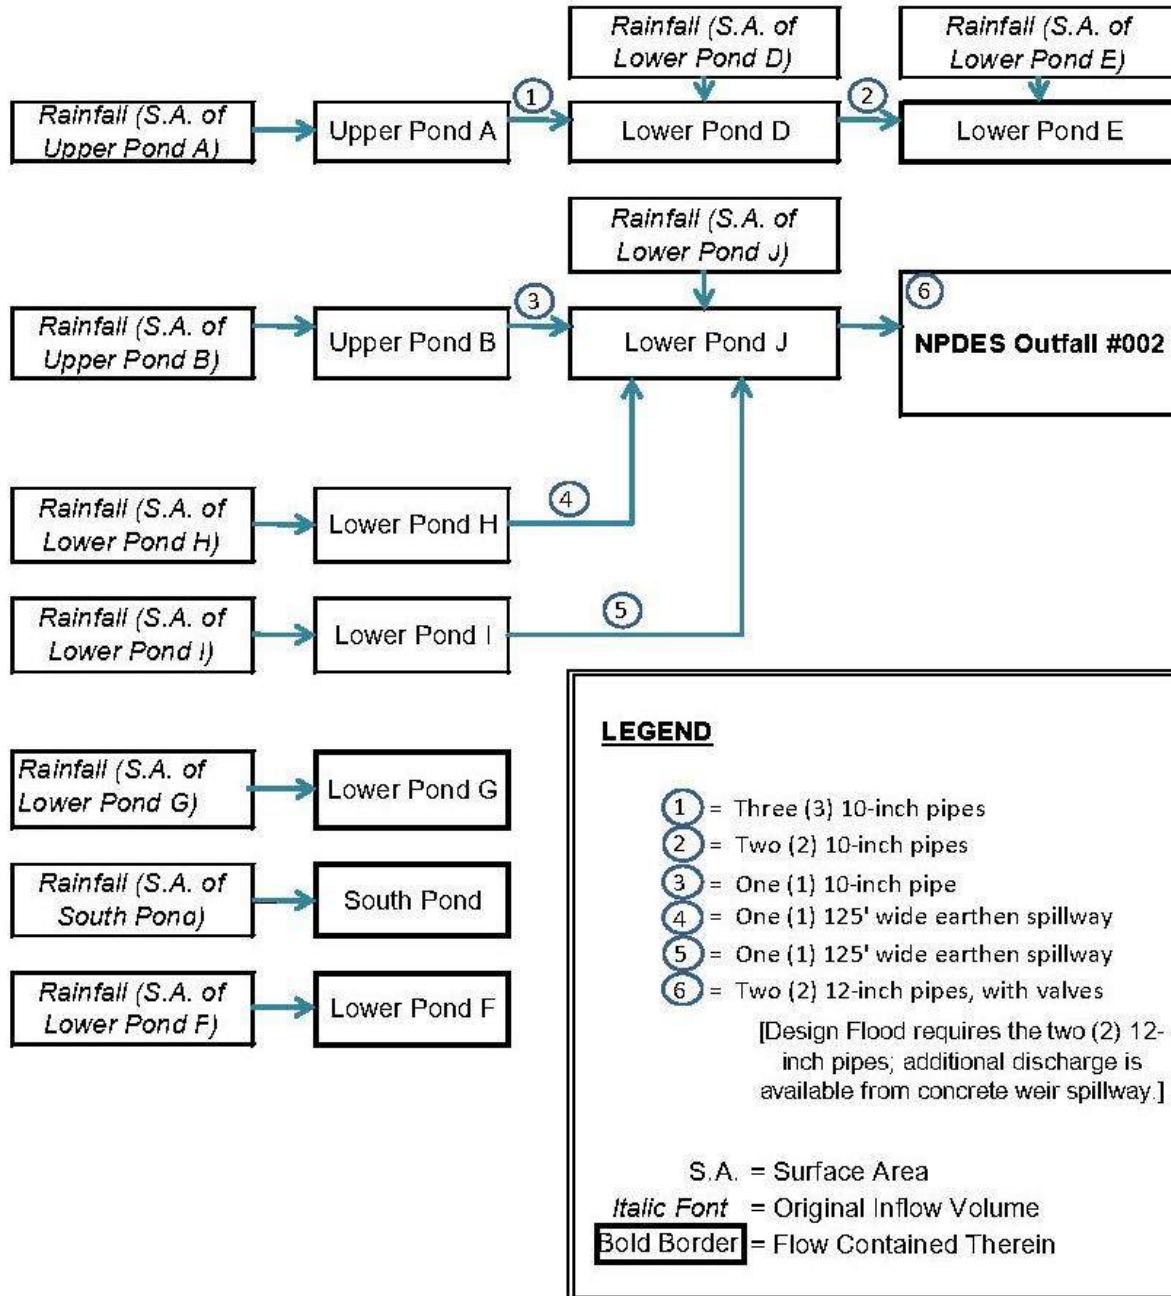 Rainfall (S.A. of
Lower Pond D)
Rainfall (S.A. of
Lower Pond E)
1
2
Rainfall (S.A. of
Upper Pond A)
Upper Pond A
Lower Pond D
Lower Pond E
Rainfall (S.A. of
Lower Pond J)
3
6
Rainfall (S.A. of
Upper Pond B)
Upper Pond B
Lower Pond J
NPDES Outfall #002
Rainfall (S.A. of
Lower Pond H)
Lower Pond H
4
Rainfall (S.A. of
Lower Pond I)
Lower Pond I
5
Rainfall (S.A. of
Lower Pond G)
Lower Pond G
Rainfall (S.A. of
South Pond)
South Pond
Rainfall (S.A. of
Lower Pond F)
Lower Pond F
LEGEND
1 = Three (3) 10-inch pipes
2 = Two (2) 10-inch pipes
3 = One (1) 10-inch pipe
4 = One (1) 125' wide earthen spillway
5 = One (1) 125' wide earthen spillway
6 = Two (2) 12-inch pipes, with valves
[Design Flood requires the two (2) 12-
inch pipes; additional discharge is
available from concrete weir spillway.]
S.A. = Surface Area
Italic Font = Original Inflow Volume
Bold Border = Flow Contained Therein